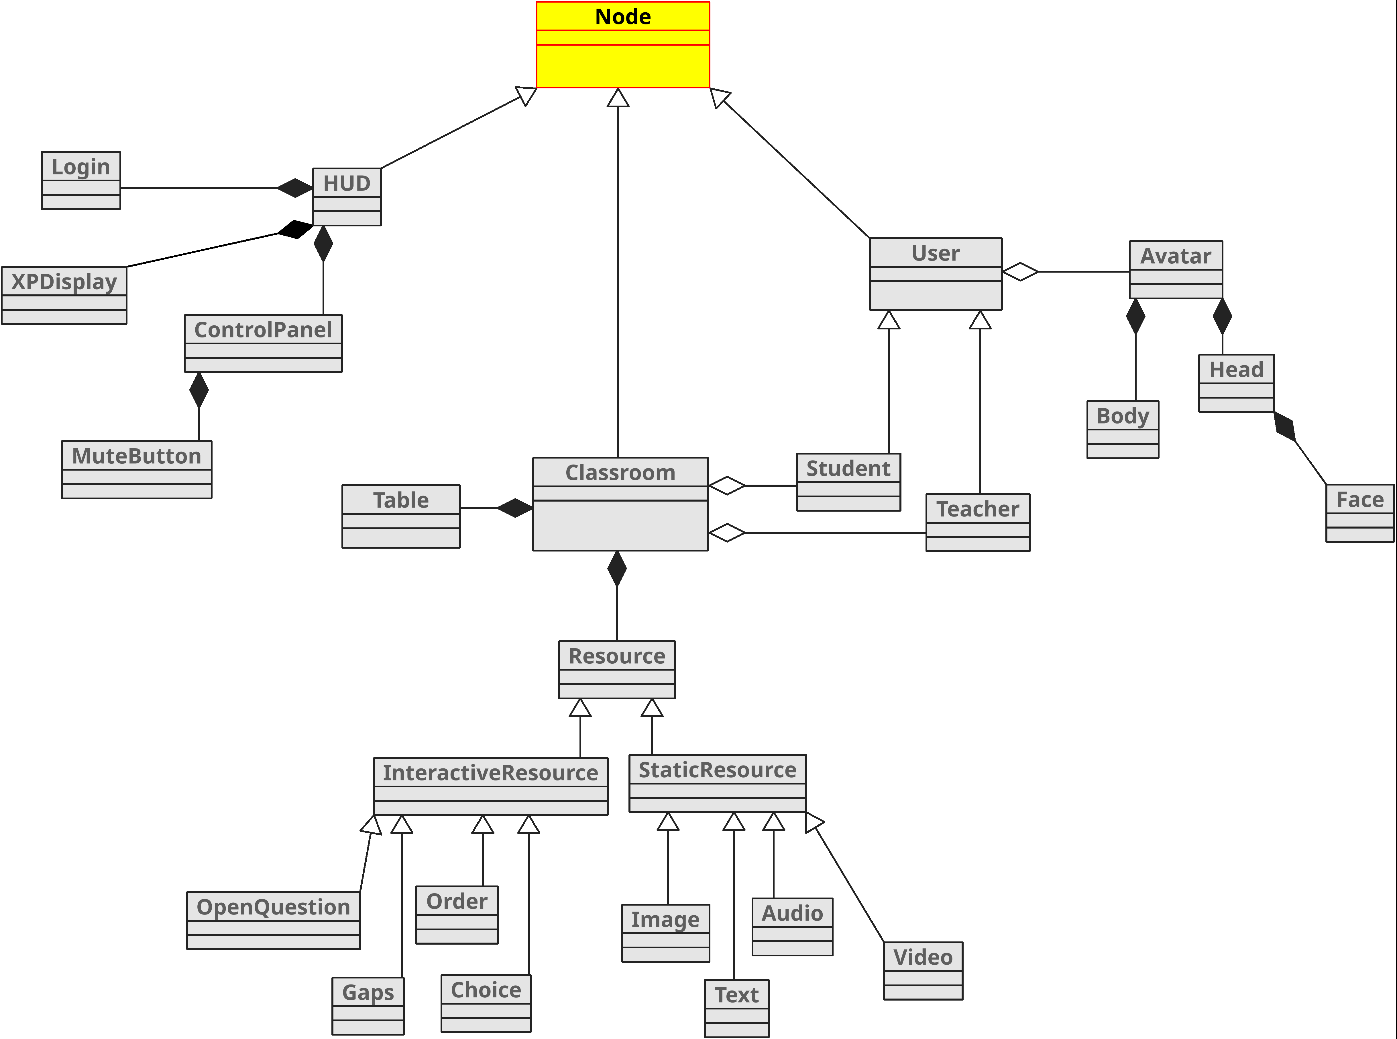 Node
Login
HUD
User
Avatar
XPDisplay
ControlPanel
Head
Body
MuteButton
Classroom
Student
Table
Teacher
Face
Resource
InteractiveResource
StaticResource
OpenQuestion
Order
Image
Audio
Video
Gaps
Choice
Text